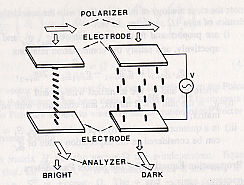 POLARIZER
ELECTRODE
V
ELECTRODE
ANALYZER
BRIGHT
DARK